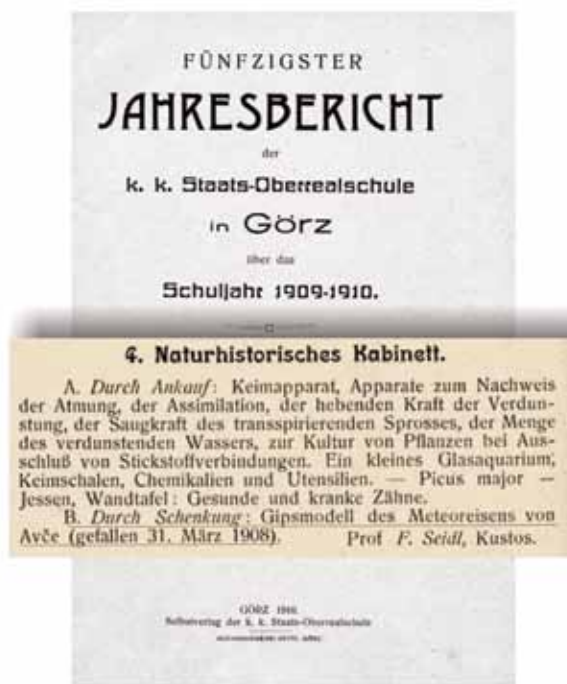 FÜNFZIGSTER
JAHRESBERICHT
der
k. k. Staats-Oberrealschule
in Görz
über das
Schuljahr 1909-1910.
4. Naturhistorisches Kabinett.
A. Durch Ankauf: Keimapparat, Apparate zum Nachweis
der Atmung, der Assimilation, der hebenden Kraft der Verdun-
stung, der Saugkraft des transspirierenden Sprosses, der Menge
des verdunstenden Wassers, zur Kultur von Pflanzen bei Aus-
schluß von Stickstoffverbindungen. Ein kleines Glasaquarium,
Keimschalen, Chemikalien und Utensilien. — Picus major —
Jessen, Wandtafel: Gesunde und kranke Zähne.
B. Durch Schenkung: Gipsmodell des Meteoreisens von
Avče (gefallen 31. März 1908). Prof F. Seidl, Kustos.
GÖRZ 1910.
Selbstverlag der k. k. Staats-Oberrealschule